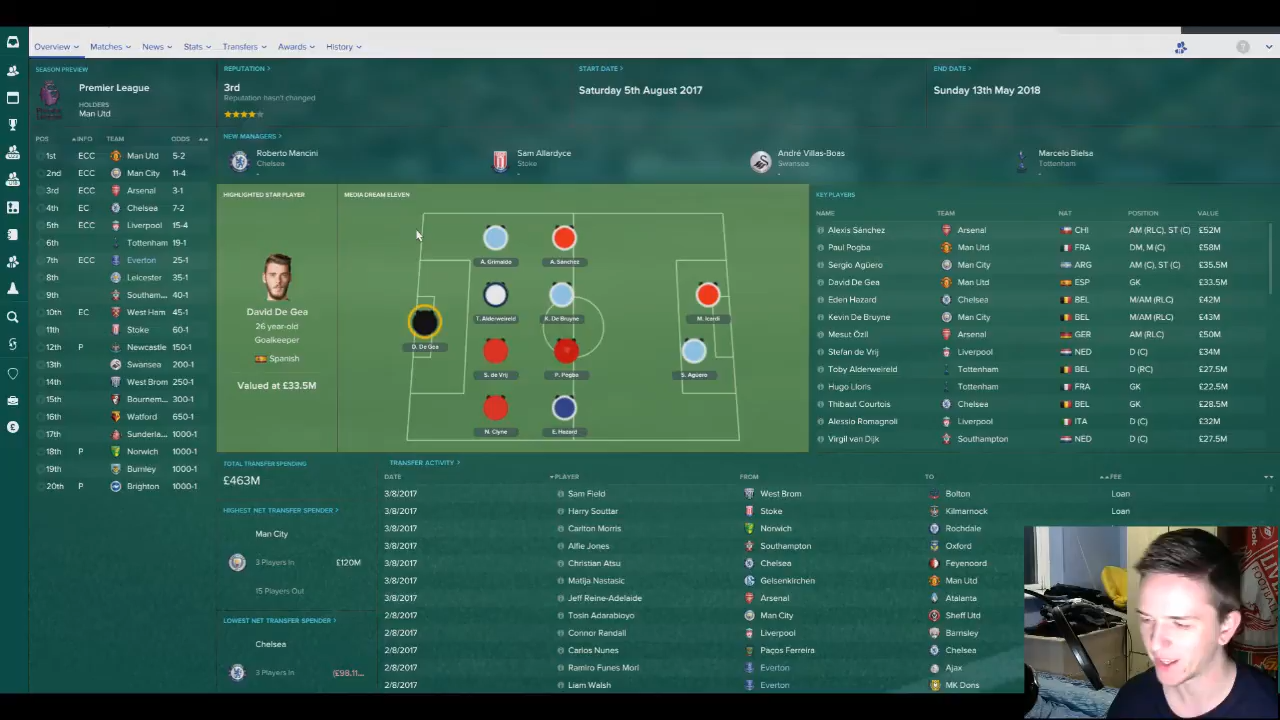 Overview Matches News Stats Transfers Awards History
SEASON PREVIEW
Premier League
HOLDERS
Man Utd
REPUTATION >
3rd
Reputation hasn't changed
START DATE >
Saturday 5th August 2017
END DATE >
Sunday 13th May 2018
NEW MANAGERS >
Roberto Mancini
Chelsea
-
Sam Allardyce
Stoke
-
André Villas-Boas
Swansea
-
Marcelo Bielsa
Tottenham
-
POS INFO TEAM ODDS
1st ECC Man Utd 5-2
2nd ECC Man City 11-4
3rd ECC Arsenal 3-1
4th EC Chelsea 7-2
5th ECC Liverpool 15-4
6th Tottenham 19-1
7th ECC Everton 25-1
8th Leicester 35-1
9th Southam... 40-1
10th EC West Ham 45-1
11th Stoke 60-1
12th P Newcastle 150-1
13th Swansea 200-1
14th West Brom 250-1
15th Bournem... 300-1
16th Watford 650-1
17th Sunderla... 1000-1
18th P Norwich 1000-1
19th Burnley 1000-1
20th P Brighton 1000-1
HIGHLIGHTED STAR PLAYER
David De Gea
26 year-old
Goalkeeper
Spanish
Valued at £33.5M
MEDIA DREAM ELEVEN
A. Grimaldo
A. Sánchez
T. Alderweireld
K. De Bruyne
M. Icardi
D. De Gea
S. de Vrij
P. Pogba
S. Agüero
N. Clyne
E. Hazard
KEY PLAYERS
NAME TEAM NAT POSITION VALUE
Alexis Sánchez Arsenal CHI AM (RLC), ST (C) £52M
Paul Pogba Man Utd FRA DM, M (C) £58M
Sergio Agüero Man City ARG AM (C), ST (C) £35.5M
David De Gea Man Utd ESP GK £33.5M
Eden Hazard Chelsea BEL M/AM (RLC) £42M
Kevin De Bruyne Man City BEL M/AM (RLC) £43M
Mesut Özil Arsenal GER AM (RLC) £50M
Stefan de Vrij Liverpool NED D (C) £34M
Toby Alderweireld Tottenham BEL D (RC) £27.5M
Hugo Lloris Tottenham FRA GK £22.5M
Thibaut Courtois Chelsea BEL GK £28.5M
Alessio Romagnoli Liverpool ITA D (C) £34M
Virgil van Dijk Southampton NED D (C) £27.5M
TOTAL TRANSFER SPENDING
£463M
HIGHEST NET TRANSFER SPENDER >
Man City
3 Players In £120M
15 Players Out
LOWEST NET TRANSFER SPENDER >
Chelsea
3 Players In (£98.11...
TRANSFER ACTIVITY >
DATE PLAYER FROM TO FEE
3/8/2017 Sam Field West Brom Bolton Loan
3/8/2017 Harry Souttar Stoke Kilmarnock Loan
3/8/2017 Carlton Morris Norwich Rochdale
3/8/2017 Alfie Jones Southampton Oxford
3/8/2017 Christian Atsu Chelsea Feyenoord
3/8/2017 Matija Nastasic Gelsenkirchen Man Utd
3/8/2017 Jeff Reine-Adelaide Arsenal Atalanta
2/8/2017 Tosin Adarabioyo Man City Sheff Utd
2/8/2017 Connor Randall Liverpool Barnsley
2/8/2017 Carlos Nunes Paços Ferreira Chelsea
2/8/2017 Ramiro Funes Mori Everton Ajax
2/8/2017 Liam Walsh Everton MK Dons